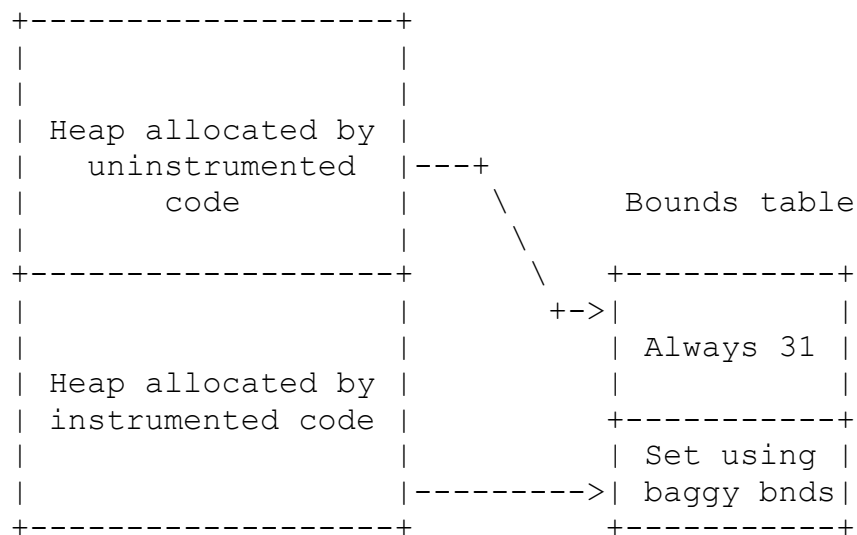 Heap allocated by
uninstrumented
code
Bounds table
Always 31
Heap allocated by
instrumented code
Set using
baggy bnds